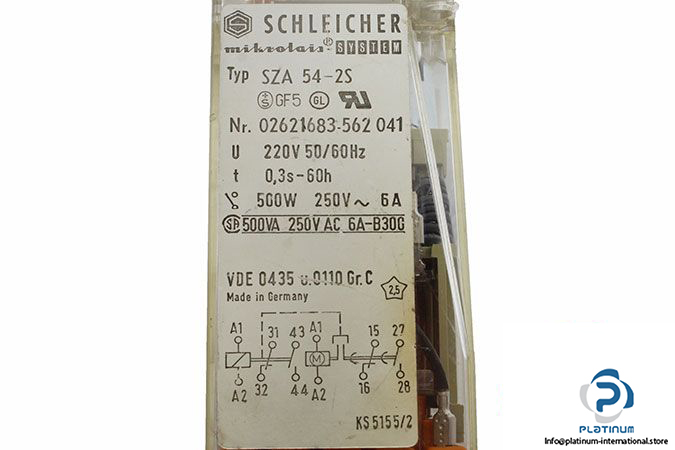 SCHLEICHER
mikrolais® SYSTEM
Typ SZA 54-2S
GF5 GL RU
Nr. 02621683-562 041
U 220V 50/60Hz
t 0,3s-60h
500W 250V ~ 6A
500VA 250V AC 6A-B300
VDE 0435 u.0110 Gr.C 2,5
Made in Germany
A1 31 43 A1 15 27
M
A2 32 44 A2 16 28
KS 5155/2
PLATINUM
Info@platinum-international.store